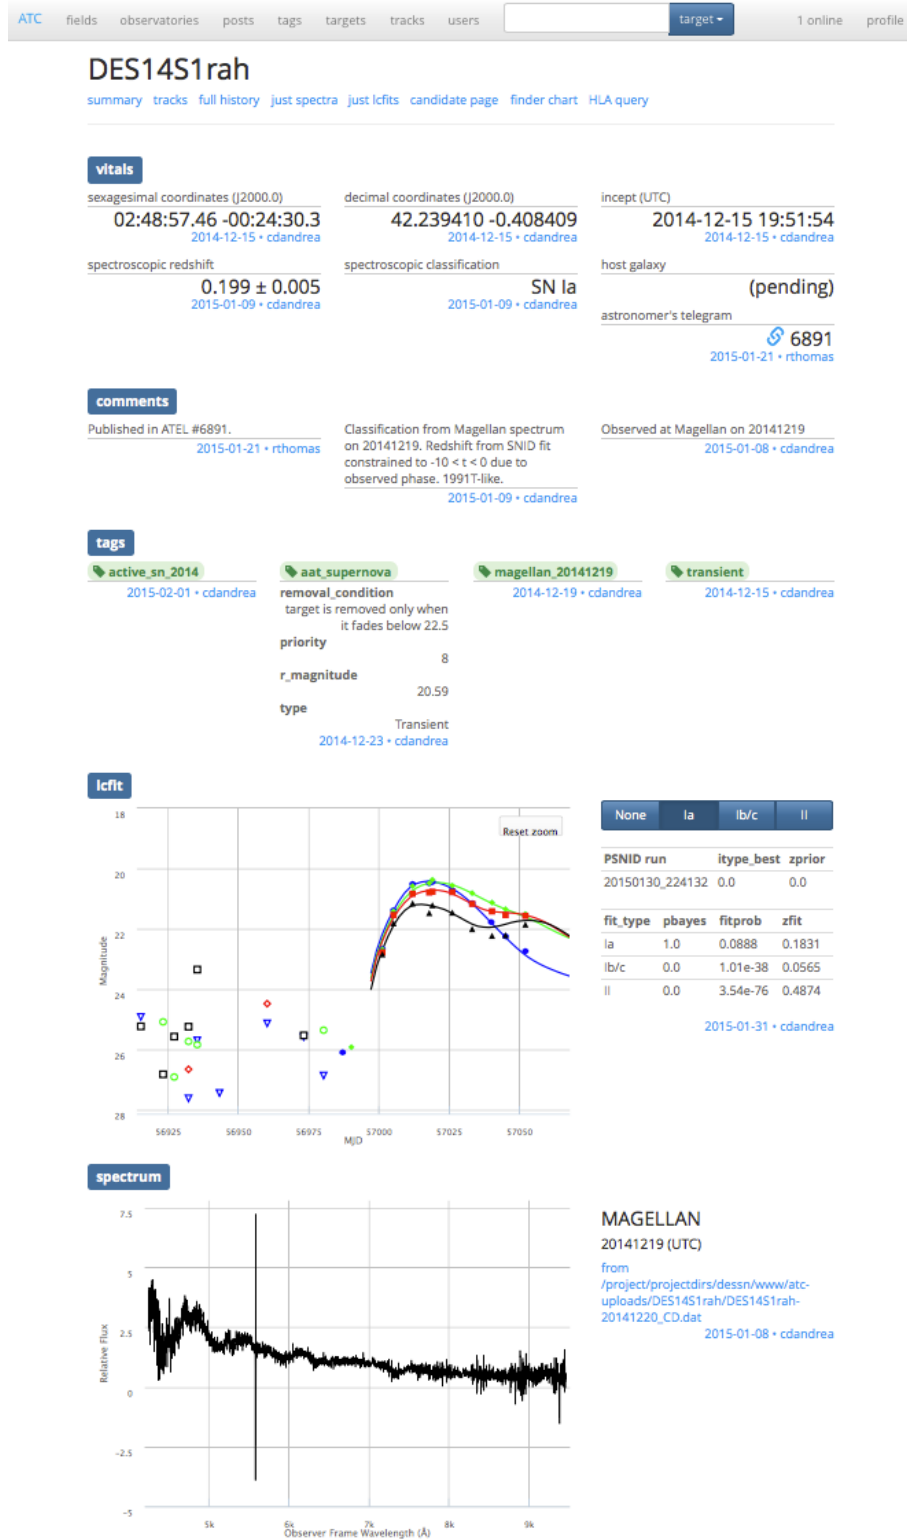 ATC fields observatories posts tags targets tracks users target 1 online profile
DES14S1rah
summary tracks full history just spectra just lcfits candidate page finder chart HLA query
vitals
sexagesimal coordinates (J2000.0)
02:48:57.46 -00:24:30.3
2014-12-15 • cdandrea
decimal coordinates (J2000.0)
42.239410 -0.408409
2014-12-15 • cdandrea
incept (UTC)
2014-12-15 19:51:54
2014-12-15 • cdandrea
spectroscopic redshift
0.199 ± 0.005
2015-01-09 • cdandrea
spectroscopic classification
SN Ia
2015-01-09 • cdandrea
host galaxy
(pending)
astronomer's telegram
6891
2015-01-21 • rthomas
comments
Published in ATEL #6891.
2015-01-21 • rthomas
Classification from Magellan spectrum
on 20141219. Redshift from SNID fit
constrained to -10 < t < 0 due to
observed phase. 1991T-like.
2015-01-09 • cdandrea
Observed at Magellan on 20141219
2015-01-08 • cdandrea
tags
active_sn_2014
2015-02-01 • cdandrea
aat_supernova
removal_condition
target is removed only when
it fades below 22.5
priority
8
r_magnitude
20.59
type
Transient
2014-12-23 • cdandrea
magellan_20141219
2014-12-19 • cdandrea
transient
2014-12-15 • cdandrea
lcfit
Reset zoom
18
20
22
24
26
28
Magnitude
56925 56950 56975 57000 57025 57050
MJD
None Ia Ib/c II
PSNID run itype_best zprior
20150130_224132 0.0 0.0
fit_type pbayes fitprob zfit
Ia 1.0 0.0888 0.1831
Ib/c 0.0 1.01e-38 0.0565
II 0.0 3.54e-76 0.4874
2015-01-31 • cdandrea
spectrum
7.5
5
2.5
0
-2.5
-5
Relative Flux
5k 6k 7k 8k 9k
Observer Frame Wavelength (Å)
MAGELLAN
20141219 (UTC)
from
/project/projectdirs/dessn/www/atc-
uploads/DES14S1rah/DES14S1rah-
20141220_CD.dat
2015-01-08 • cdandrea